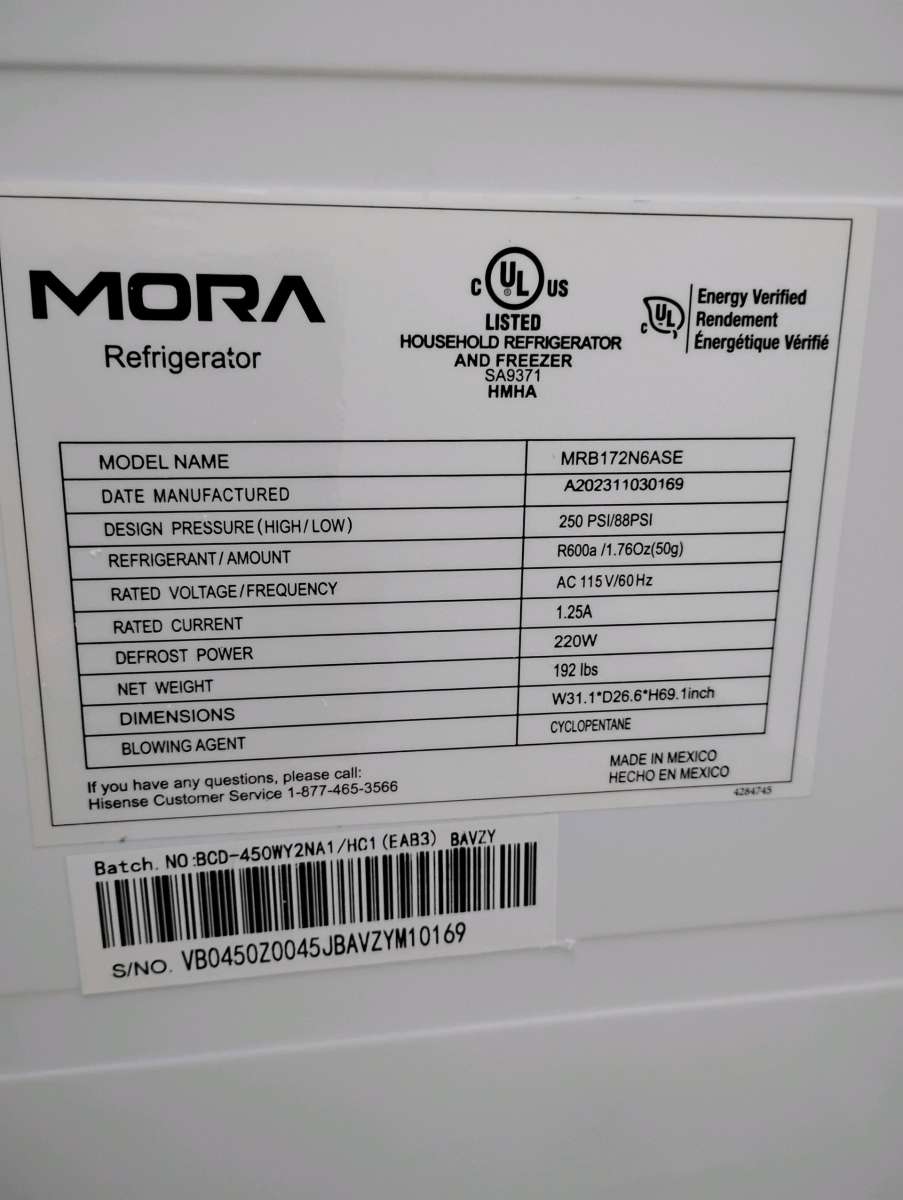 MORA
Refrigerator
C UL US
®
LISTED
HOUSEHOLD REFRIGERATOR
AND FREEZER
SA9371
HMHA
C UL
Energy Verified
Rendement
Énergétique Vérifié
MODEL NAME MRB172N6ASE
DATE MANUFACTURED A202311030169
DESIGN PRESSURE(HIGH/LOW) 250 PSI/88PSI
REFRIGERANT/AMOUNT R600a /1.76Oz(50g)
RATED VOLTAGE/FREQUENCY AC 115V/60Hz
RATED CURRENT 1.25A
DEFROST POWER 220W
NET WEIGHT 192 lbs
DIMENSIONS W31.1*D26.6*H69.1inch
BLOWING AGENT CYCLOPENTANE
If you have any questions, please call:
Hisense Customer Service 1-877-465-3566
MADE IN MEXICO
HECHO EN MEXICO
4284745
Batch. NO:BCD-450WY2NA1/HC1(EAB3) BAVZY
S/NO. VB0450Z0045JBAVZYM10169